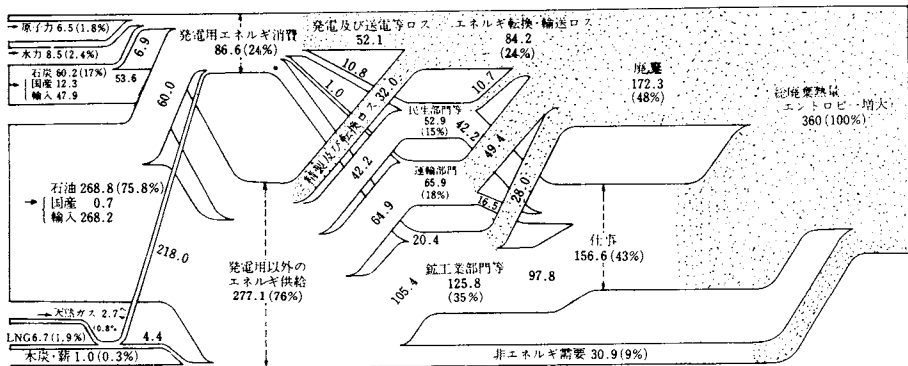 原子力 6.5(1.8%)
水力 8.5(2.4%)
石炭 60.2(17%)
国産 12.3
輸入 47.9
6.9
53.6
60.0
発電用エネルギ消費
86.6(24%)
発電及び送電等ロス
52.1
エネルギ転換・輸送ロス
84.2
(24%)
10.8
1.0
精製及び転換ロス 32.0
10.7
民生部門等
52.9
(15%)
42.2
42.2
49.4
運輸部門
65.9
(18%)
64.9
16.5
28.0
廃棄
172.3
(48%)
総廃棄熱量
エントロピー増大
360(100%)
石油 268.8(75.8%)
国産 0.7
輸入 268.2
218.0
発電用以外の
エネルギ供給
277.1(76%)
20.4
105.4
鉱工業部門等
125.8
(35%)
97.8
仕事
156.6(43%)
天然ガス 2.7
(0.8%)
LNG6.7(1.9%)
4.4
木炭・薪 1.0(0.3%)
非エネルギ需要 30.9(9%)